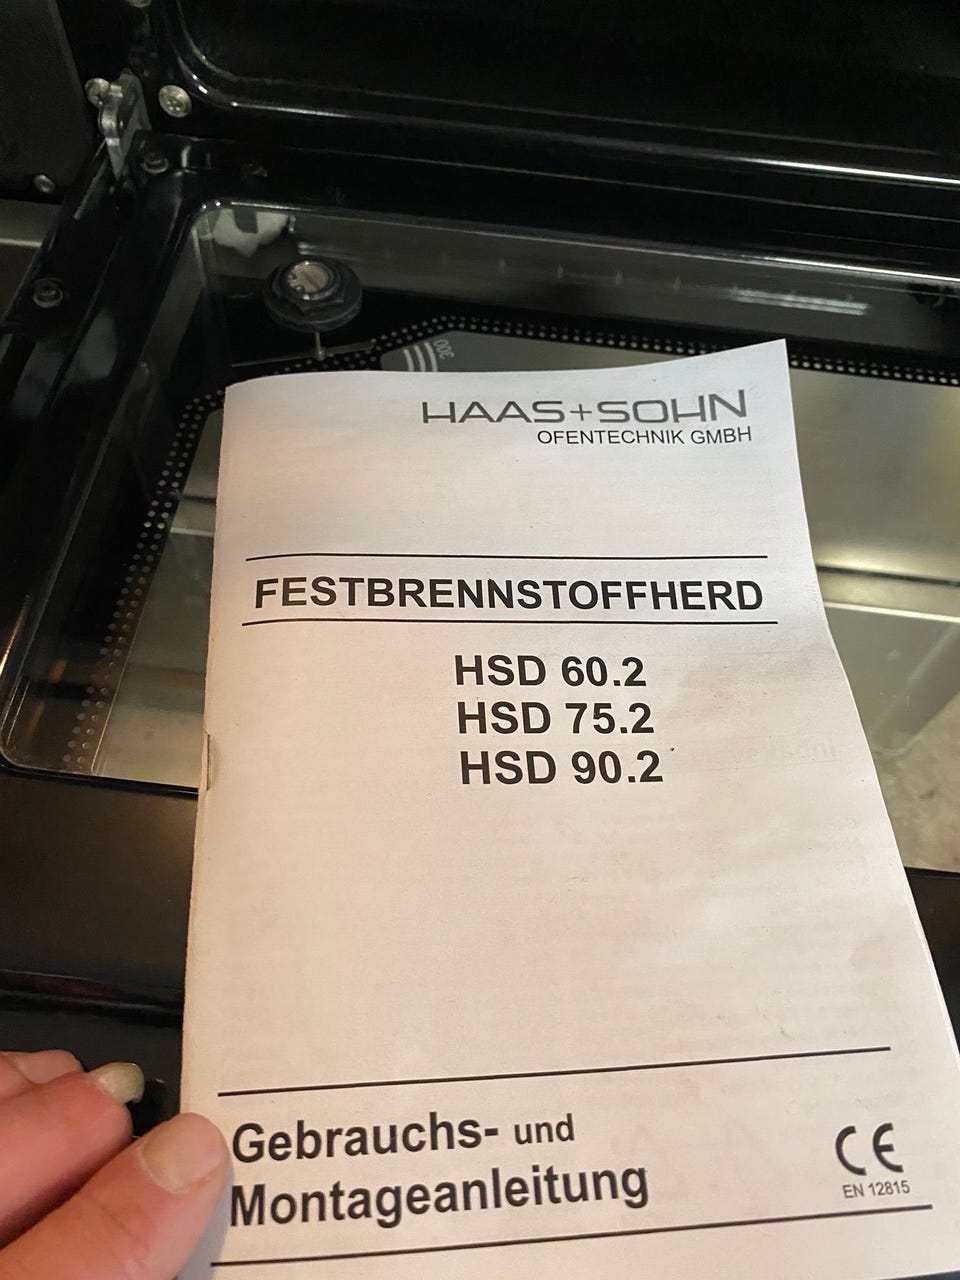 300
HAAS+SOHN
OFENTECHNIK GMBH
FESTBRENNSTOFFHERD
HSD 60.2
HSD 75.2
HSD 90.2
Gebrauchs- und
Montageanleitung
CE
EN 12815